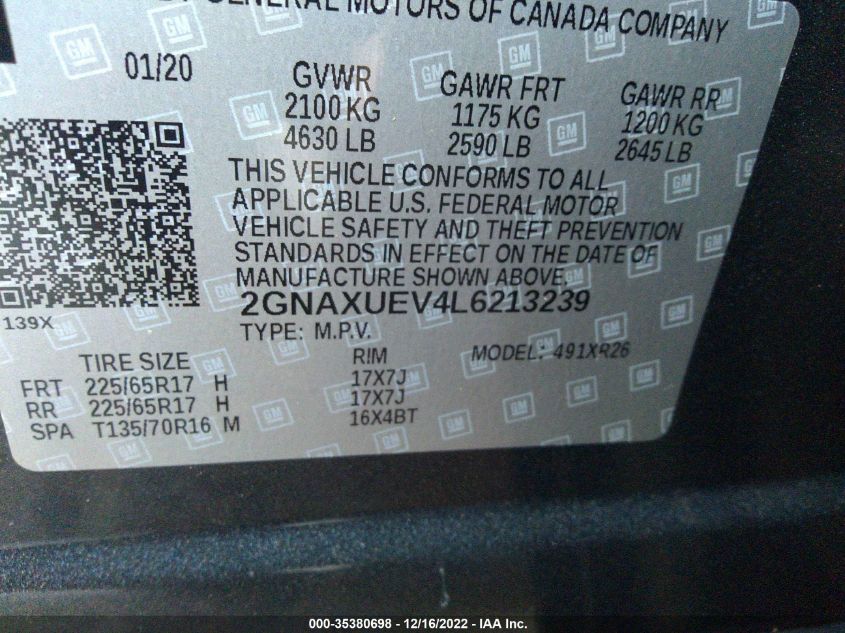 GENERAL MOTORS OF CANADA COMPANY
01/20
GVWR
2100 KG
4630 LB
GAWR FRT
1175 KG
2590 LB
GAWR RR
1200 KG
2645 LB
THIS VEHICLE CONFORMS TO ALL
APPLICABLE U.S. FEDERAL MOTOR
VEHICLE SAFETY AND THEFT PREVENTION
STANDARDS IN EFFECT ON THE DATE OF
MANUFACTURE SHOWN ABOVE.
2GNAXUEV4L6213239
139X
TYPE: M.P.V.
MODEL: 491XR26
TIRE SIZE RIM
FRT 225/65R17 H 17X7J
RR 225/65R17 H 17X7J
SPA T135/70R16 M 16X4BT
000-35380698 - 12/16/2022 - IAA Inc.